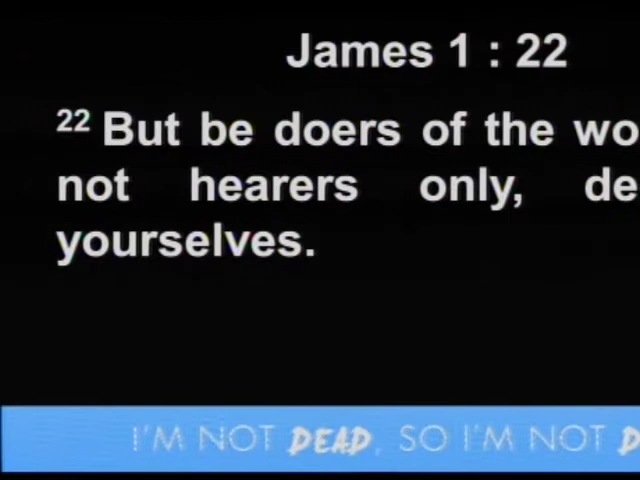 James 1 : 22
22 But be doers of the wo
not hearers only, de
yourselves.
I'M NOT DEAD, SO I'M NOT D